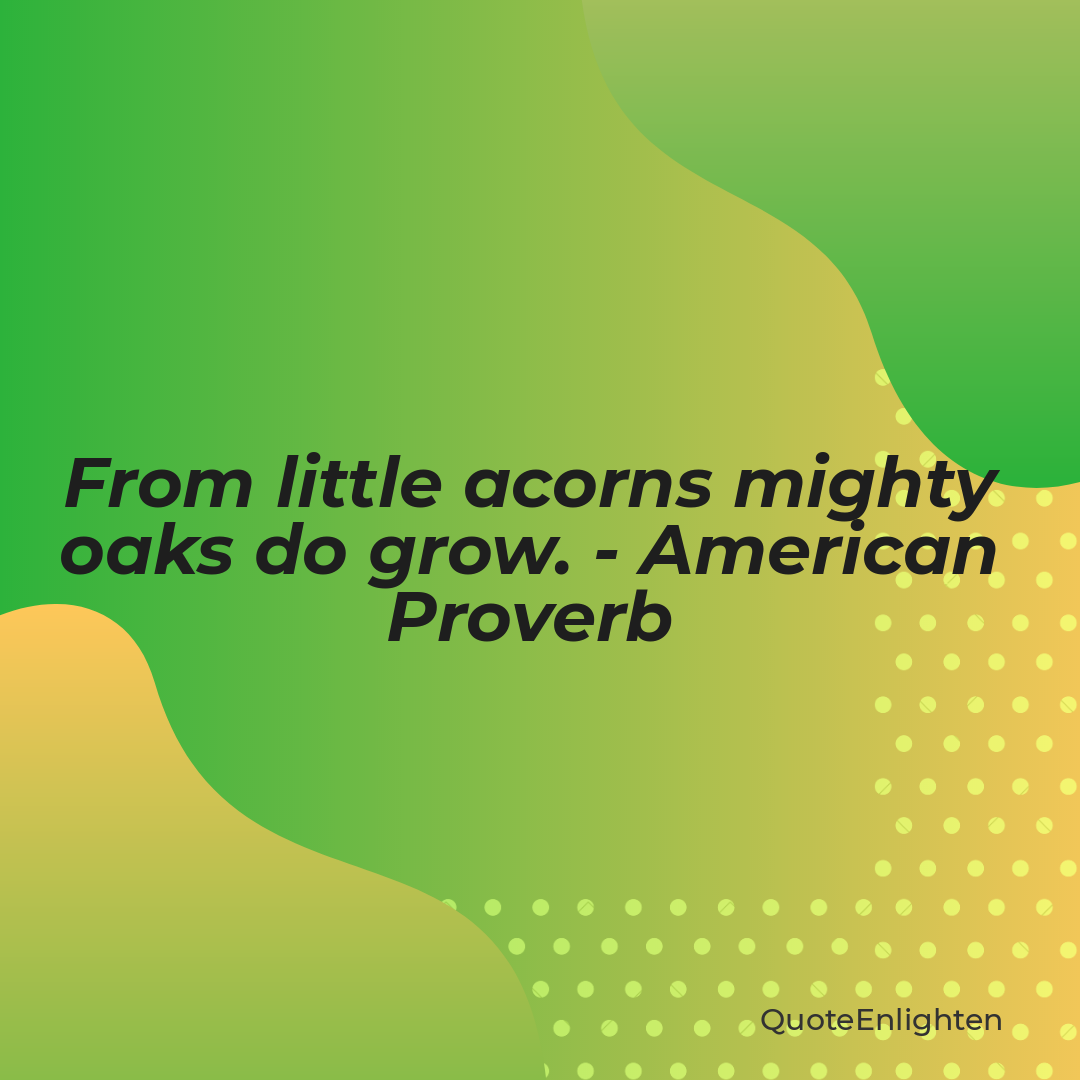 From little acorns mighty
oaks do grow. - American
Proverb
QuoteEnlighten